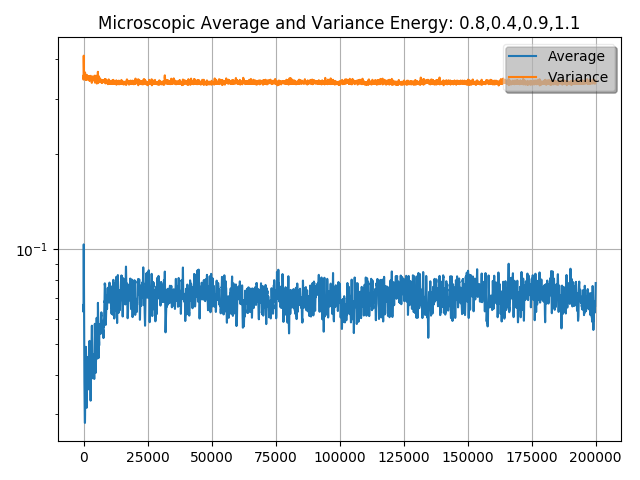 Microscopic Average and Variance Energy: 0.8,0.4,0.9,1.1
Average
Variance
10⁻¹
0 25000 50000 75000 100000 125000 150000 175000 200000